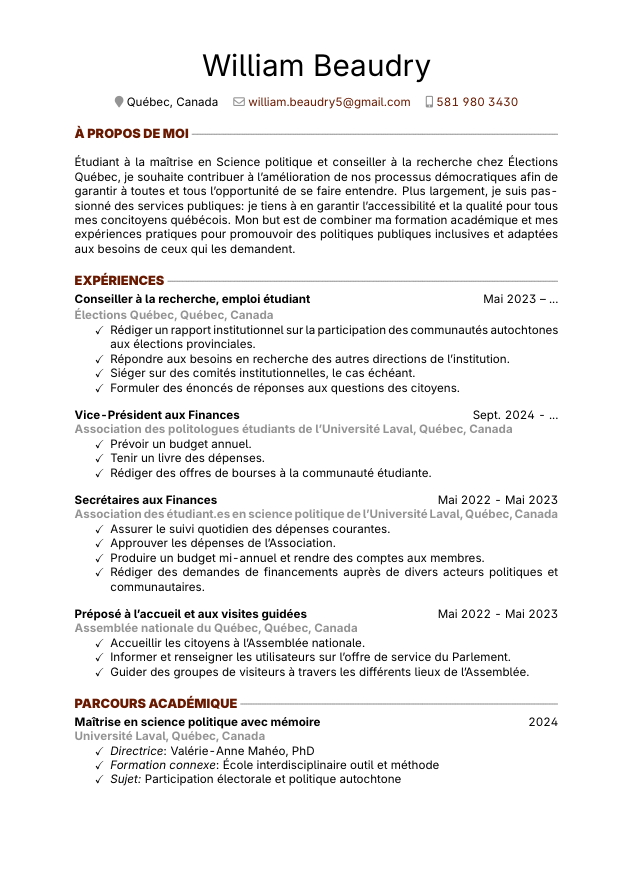 William Beaudry
Québec, Canada william.beaudry5@gmail.com 581 980 3430
À PROPOS DE MOI
Étudiant à la maîtrise en Science politique et conseiller à la recherche chez Élections
Québec, je souhaite contribuer à l’amélioration de nos processus démocratiques afin de
garantir à toutes et tous l’opportunité de se faire entendre. Plus largement, je suis pas-
sionné des services publiques: je tiens à en garantir l’accessibilité et la qualité pour tous
mes concitoyens québécois. Mon but est de combiner ma formation académique et mes
expériences pratiques pour promouvoir des politiques publiques inclusives et adaptées
aux besoins de ceux qui les demandent.
EXPÉRIENCES
Conseiller à la recherche, emploi étudiant Mai 2023 – ...
Élections Québec, Québec, Canada
✓ Rédiger un rapport institutionnel sur la participation des communautés autochtones
aux élections provinciales.
✓ Répondre aux besoins en recherche des autres directions de l’institution.
✓ Siéger sur des comités institutionnelles, le cas échéant.
✓ Formuler des énoncés de réponses aux questions des citoyens.
Vice-Président aux Finances Sept. 2024 - ...
Association des politologues étudiants de l’Université Laval, Québec, Canada
✓ Prévoir un budget annuel.
✓ Tenir un livre des dépenses.
✓ Rédiger des offres de bourses à la communauté étudiante.
Secrétaires aux Finances Mai 2022 - Mai 2023
Association des étudiant.es en science politique de l’Université Laval, Québec, Canada
✓ Assurer le suivi quotidien des dépenses courantes.
✓ Approuver les dépenses de l’Association.
✓ Produire un budget mi-annuel et rendre des comptes aux membres.
✓ Rédiger des demandes de financements auprès de divers acteurs politiques et
communautaires.
Préposé à l’accueil et aux visites guidées Mai 2022 - Mai 2023
Assemblée nationale du Québec, Québec, Canada
✓ Accueillir les citoyens à l’Assemblée nationale.
✓ Informer et renseigner les utilisateurs sur l’offre de service du Parlement.
✓ Guider des groupes de visiteurs à travers les différents lieux de l’Assemblée.
PARCOURS ACADÉMIQUE
Maîtrise en science politique avec mémoire 2024
Université Laval, Québec, Canada
✓ Directrice: Valérie-Anne Mahéo, PhD
✓ Formation connexe: École interdisciplinaire outil et méthode
✓ Sujet: Participation électorale et politique autochtone